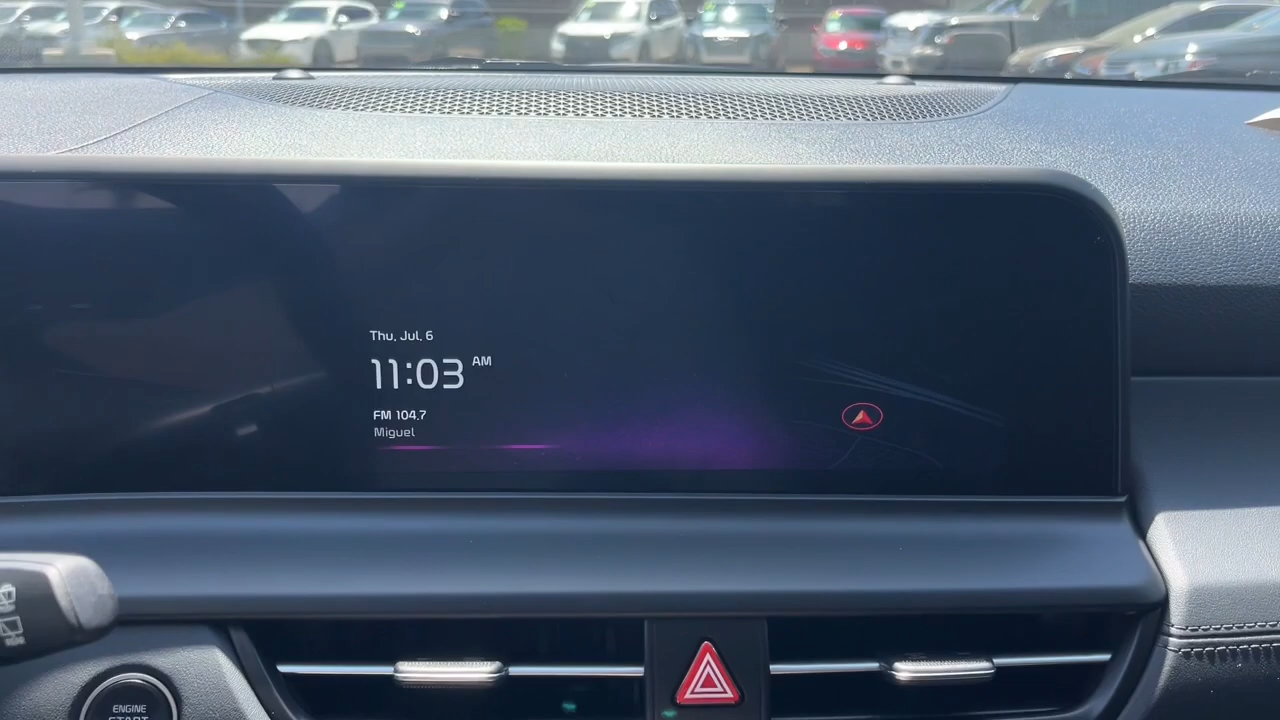 Thu, Jul. 6
11:03 AM
FM 104.7
Miguel
ENGINE
START